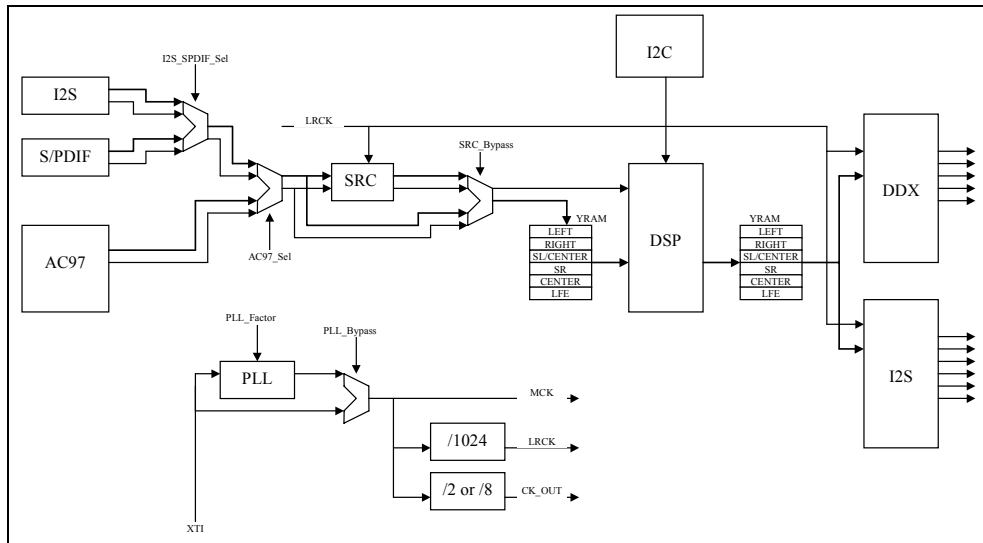 I2S_SPDIF_Sel
I2C
I2S
LRCK
SRC_Bypass
S/PDIF
SRC
DDX
AC97_Sel
YRAM
YRAM
LEFT
LEFT
RIGHT
DSP
RIGHT
AC97
SL/CENTER
SL/CENTER
SR
SR
CENTER
CENTER
LFE
LFE
PLL_Factor
PLL_Bypass
PLL
I2S
MCK
/1024
LRCK
/2 or /8
CK_OUT
XTI